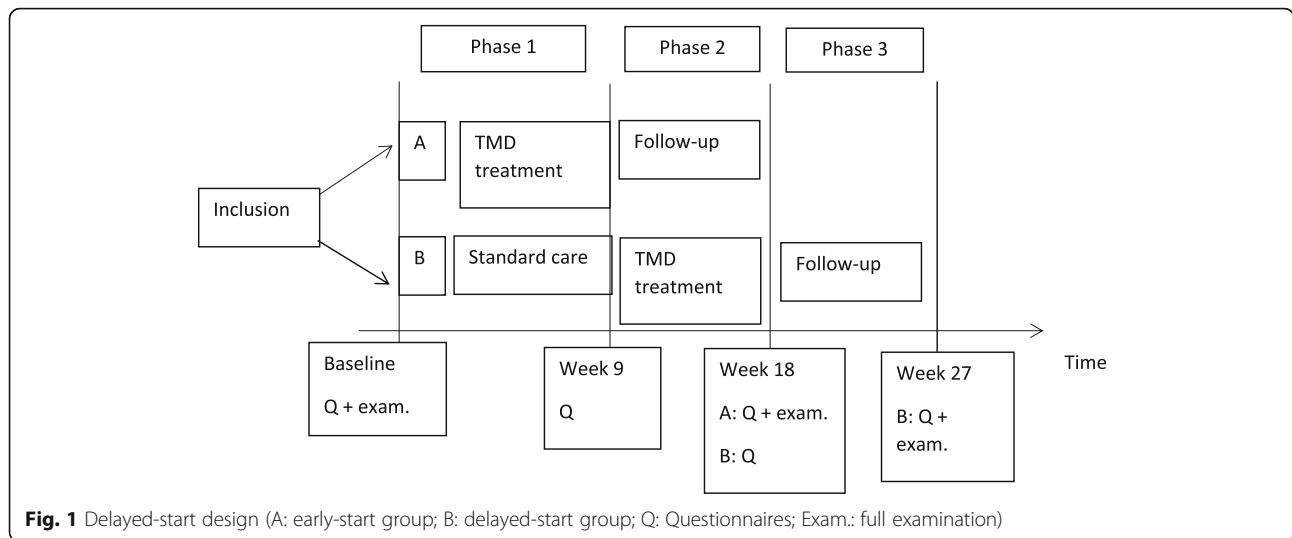 Phase 1
Phase 2
Phase 3
A
TMD
treatment
Follow-up
Inclusion
B
Standard care
TMD
treatment
Follow-up
Baseline
Q + exam.
Week 9
Q
Week 18
A: Q + exam.
B: Q
Week 27
B: Q +
exam.
Time
Fig. 1 Delayed-start design (A: early-start group; B: delayed-start group; Q: Questionnaires; Exam.: full examination)